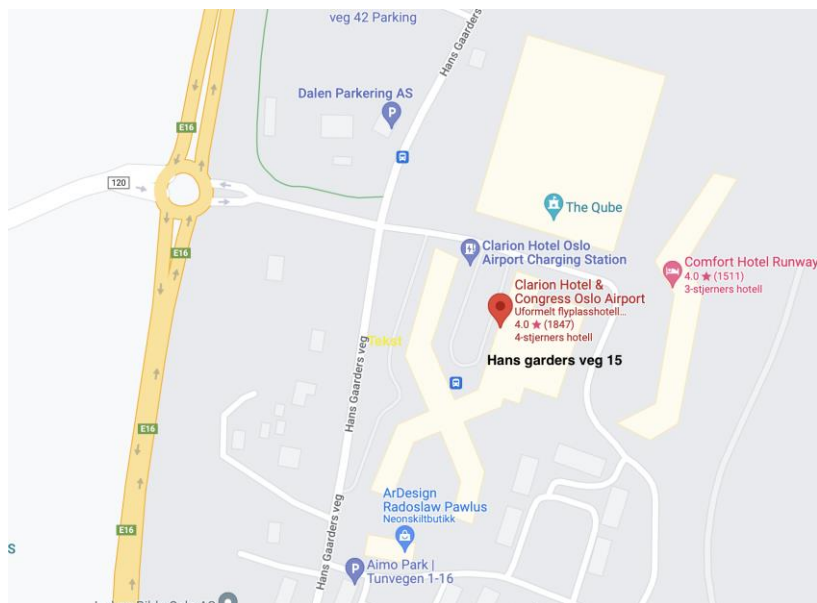 veg 42 Parking
Hans Gaarders veg
Dalen Parkering AS
P
E16
120
The Qube
E16
Clarion Hotel Oslo
Airport Charging Station
Comfort Hotel Runway
4.0 ★ (1511)
3-stjerners hotell
Clarion Hotel &
Congress Oslo Airport
Uformelt flyplasshotell...
4.0 ★ (1847)
4-stjerners hotell
Tekst
Hans garders veg 15
Hans Gaarders veg
E16
ArDesign
Radoslaw Pawlus
Neonskiltbutikk
Hans Gaarders veg
E16
S
Aimo Park |
Tunvegen 1-16
P